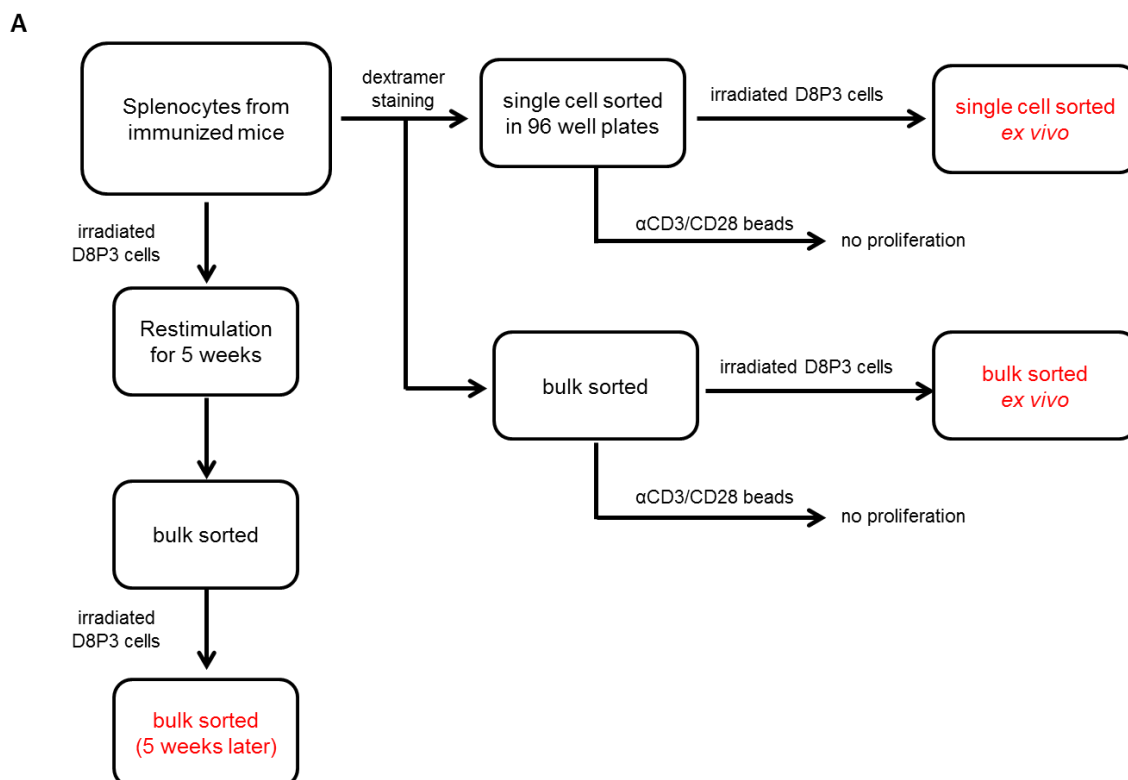 A
Splenocytes from
immunized mice
dextramer
staining
single cell sorted
in 96 well plates
irradiated D8P3 cells
single cell sorted
ex vivo
αCD3/CD28 beads
no proliferation
irradiated
D8P3 cells
Restimulation
for 5 weeks
bulk sorted
irradiated D8P3 cells
bulk sorted
ex vivo
αCD3/CD28 beads
no proliferation
bulk sorted
irradiated
D8P3 cells
bulk sorted
(5 weeks later)